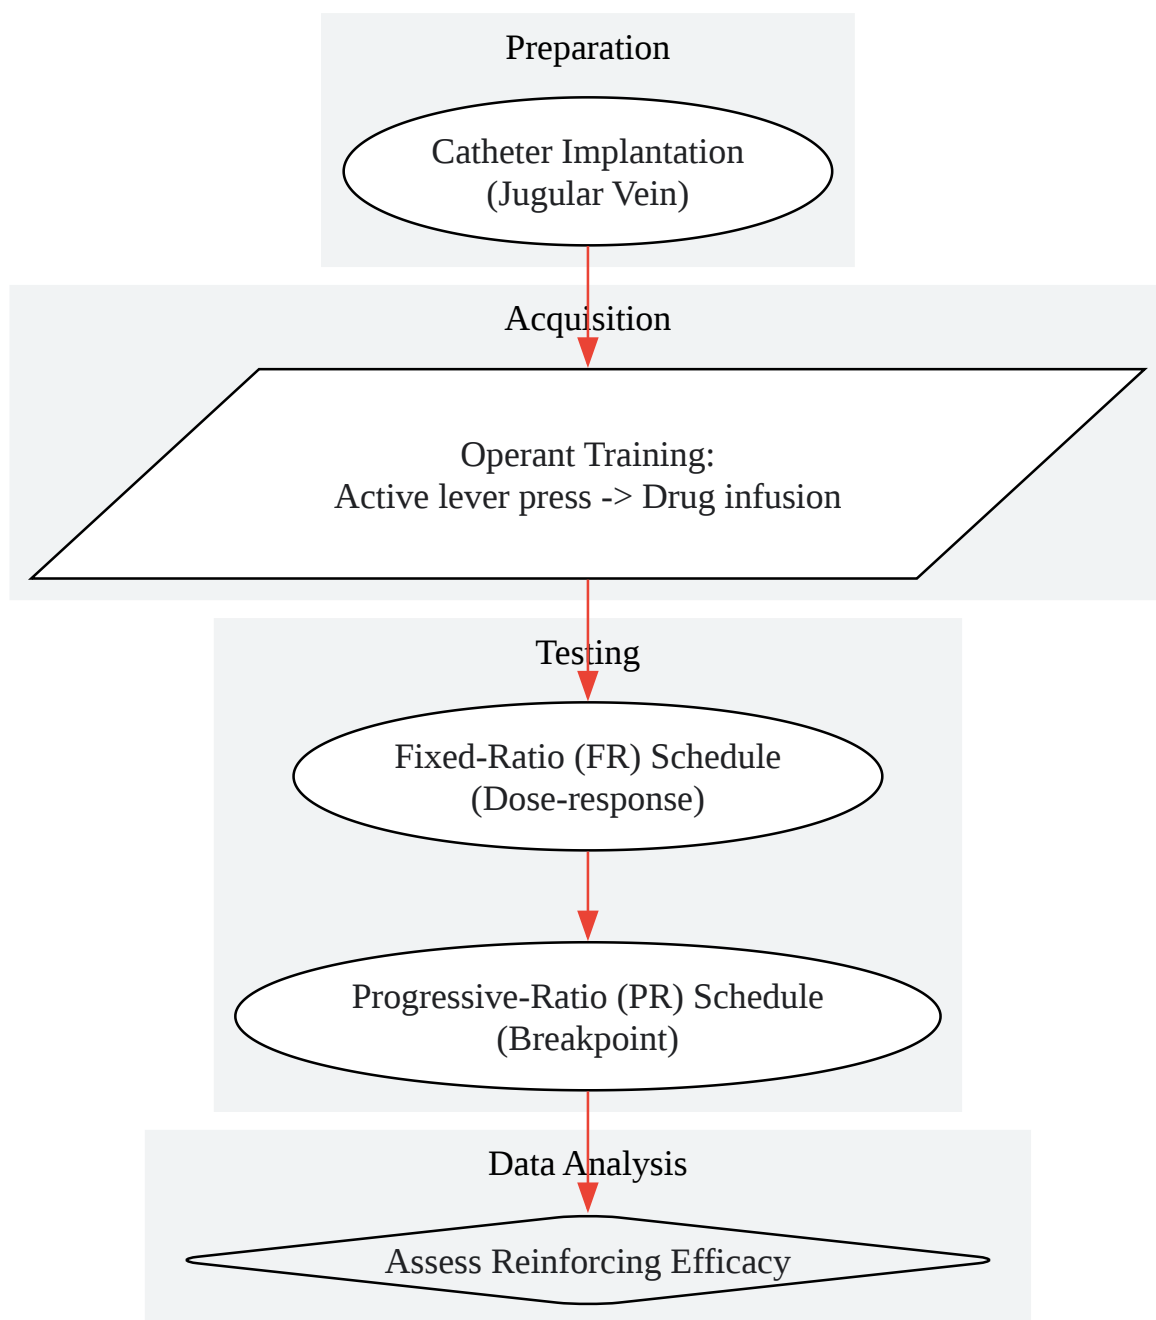 Preparation
Catheter Implantation
(Jugular Vein)
Acquisition
Operant Training:
Active lever press -> Drug infusion
Testing
Fixed-Ratio (FR) Schedule
(Dose-response)
Progressive-Ratio (PR) Schedule
(Breakpoint)
Data Analysis
Assess Reinforcing Efficacy